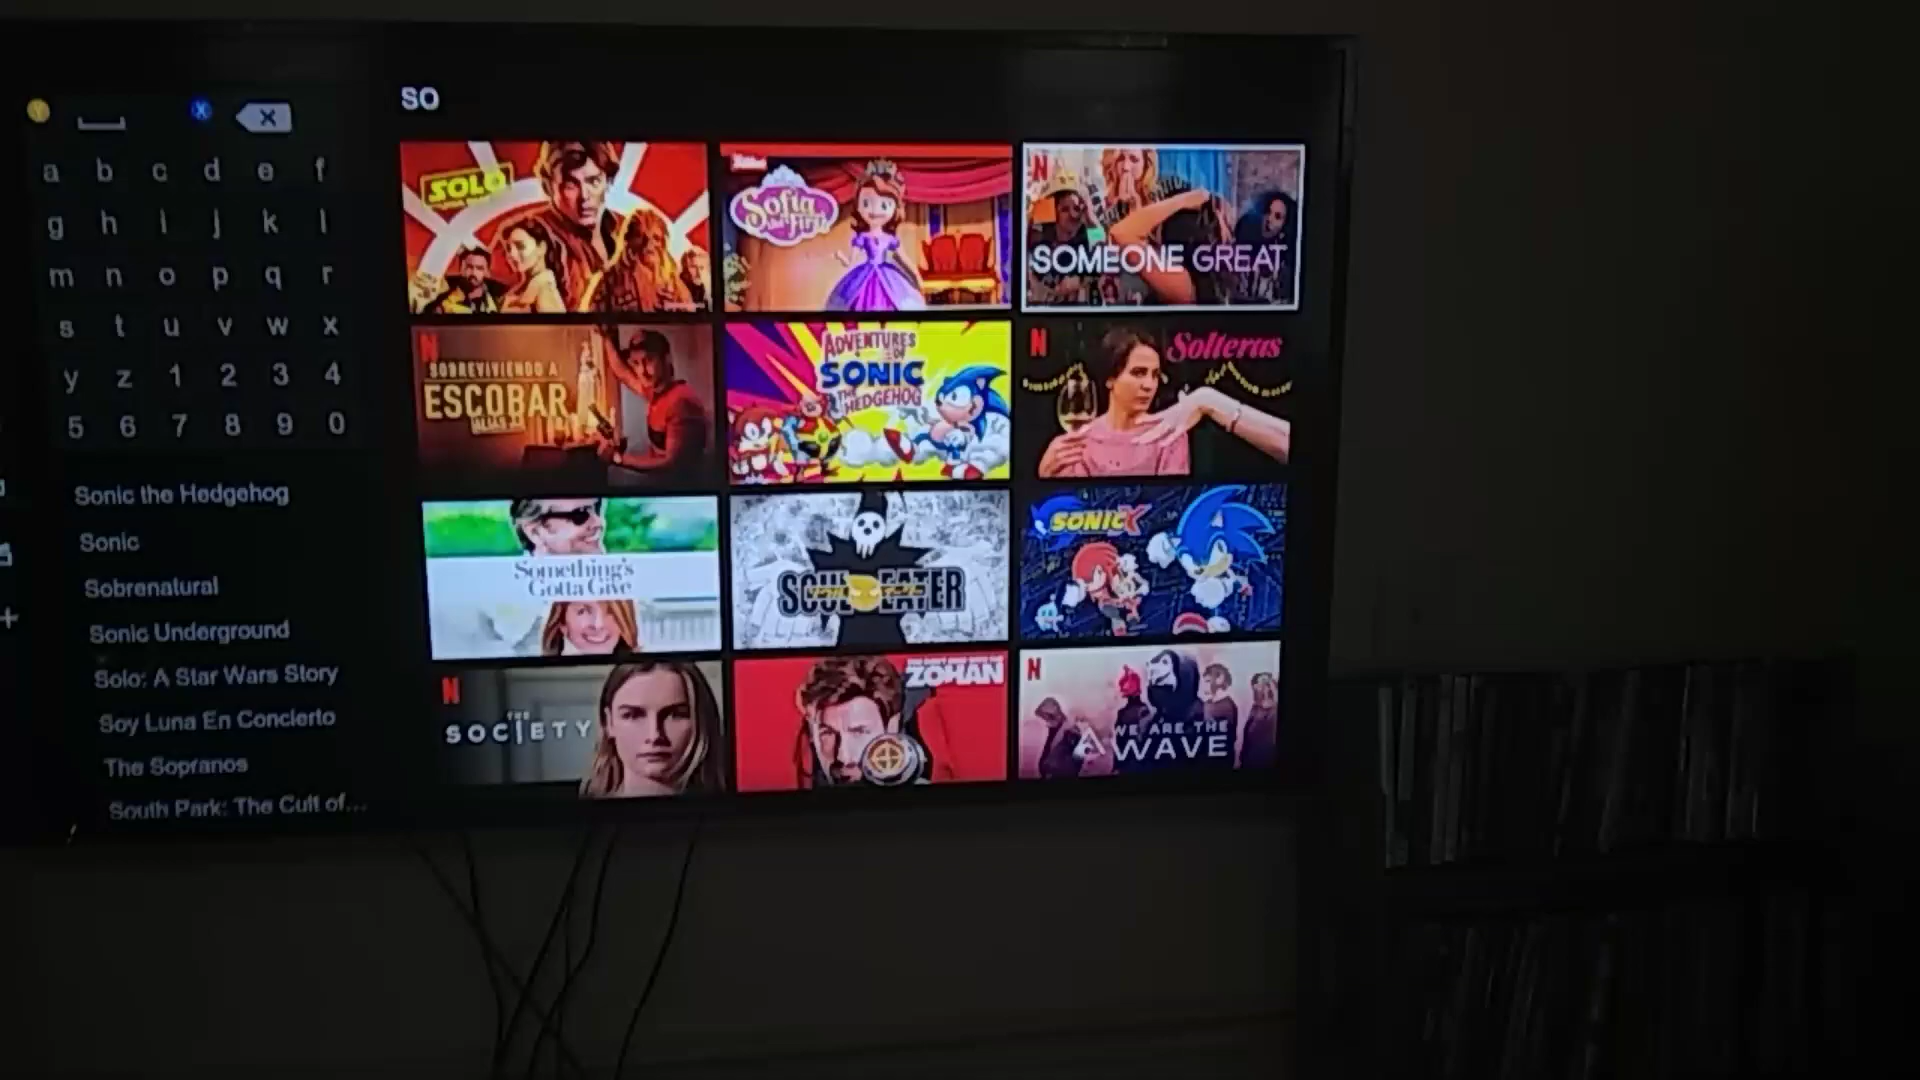 Y
X
X
SO
a b c d e f
g h i j k l
m n o p q r
s t u v w x
y z 1 2 3 4
5 6 7 8 9 0
Sonic the Hedgehog
Sonic
Sobrenatural
Sonic Underground
Solo: A Star Wars Story
Soy Luna En Concierto
The Sopranos
South Park: The Cult of...
SOLO
Sofia
the First
N
SOMEONE GREAT
N
SOBREVIVIENDO A
ESCOBAR
ADVENTURES
OF
SONIC
THE
HEDGEHOG
N
Solteras
Something's
Gotta Give
SOUL EATER
SONIC X
N
THE
SOCIETY
ZOHAN
N
WE ARE THE
WAVE